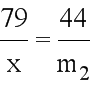 79/x = 44/m₂